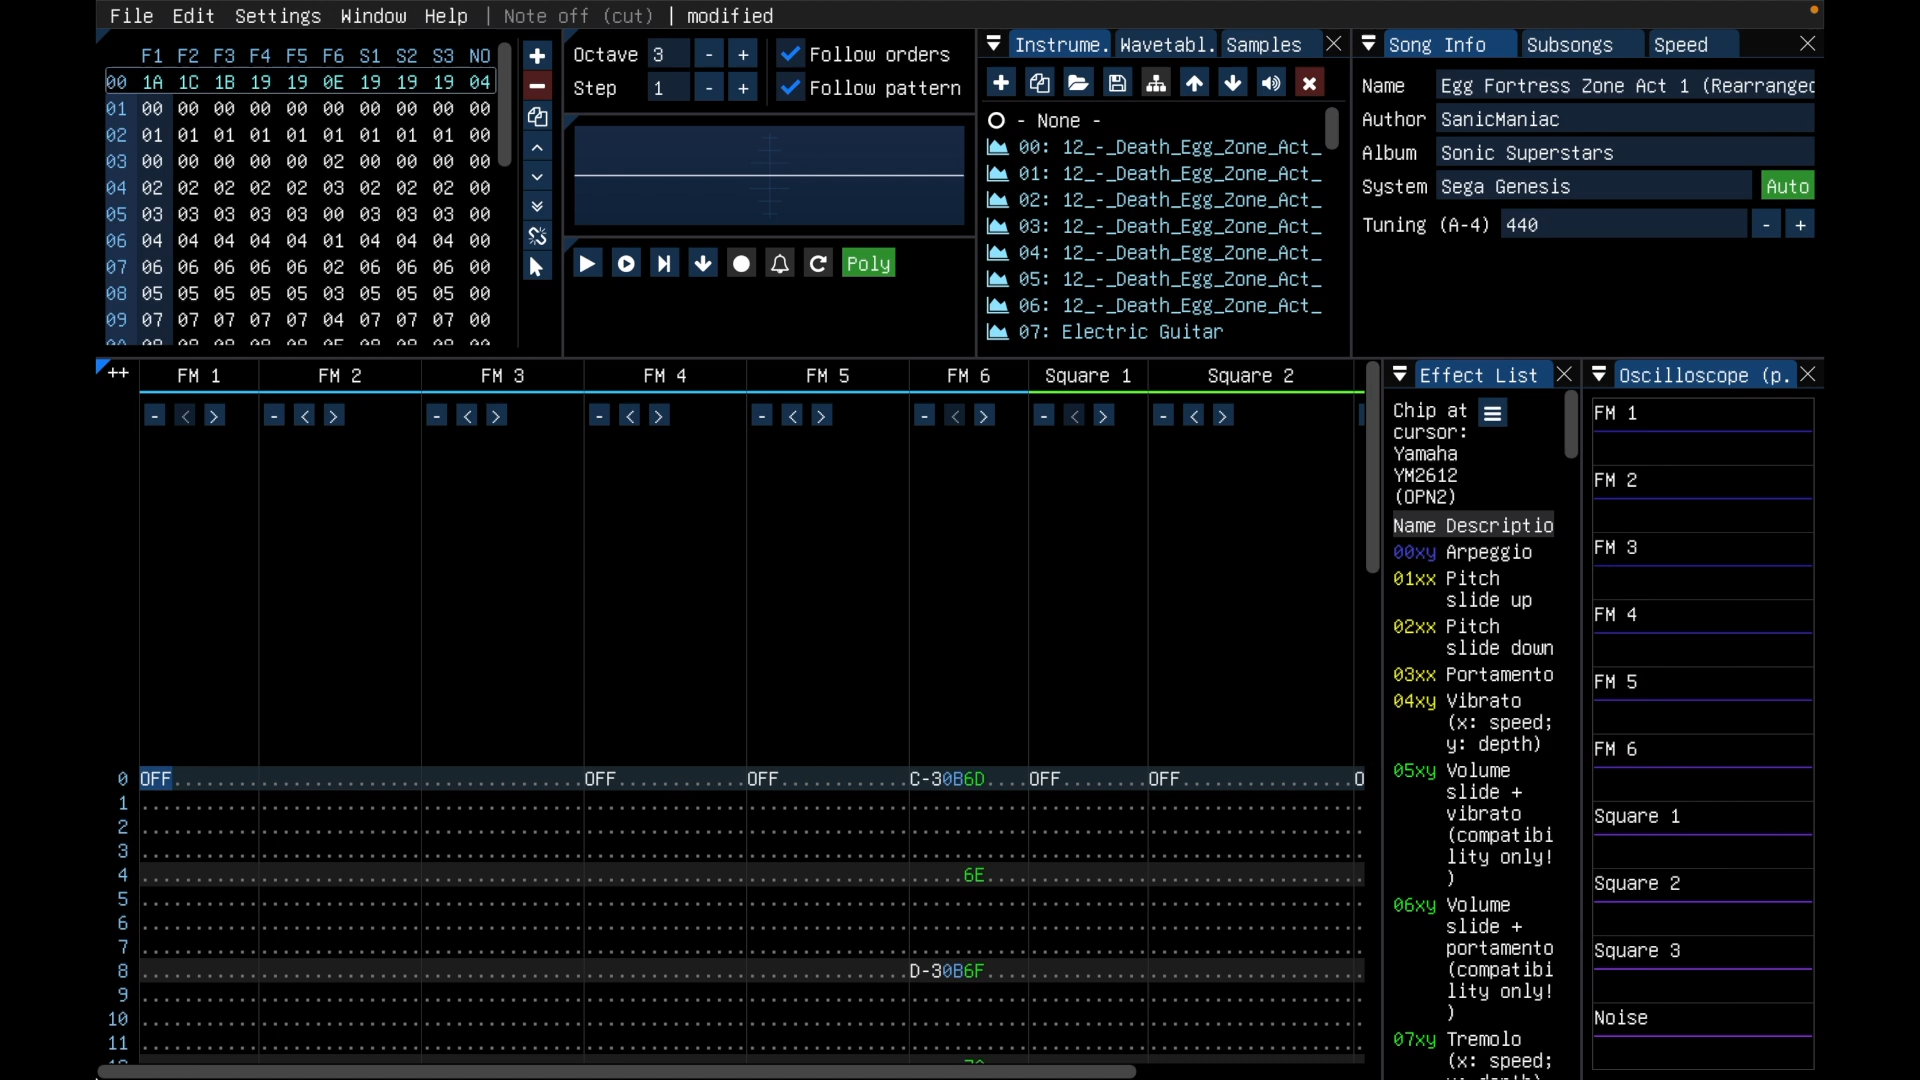 File Edit Settings Window Help | Note off (cut) | modified
F1 F2 F3 F4 F5 F6 S1 S2 S3 NO
00 1A 1C 1B 19 19 0E 19 19 19 04
01 00 00 00 00 00 00 00 00 00 00
02 01 01 01 01 01 01 01 01 01 00
03 00 00 00 00 00 02 00 00 00 00
04 02 02 02 02 02 03 02 02 02 00
05 03 03 03 03 03 00 03 03 03 00
06 04 04 04 04 04 01 04 04 04 00
07 06 06 06 06 06 02 06 06 06 00
08 05 05 05 05 05 03 05 05 05 00
09 07 07 07 07 07 04 07 07 07 00
Octave 3 - + Follow orders
Step 1 - + Follow pattern
Poly
Instrume. Wavetabl. Samples
- None -
00: 12_-_Death_Egg_Zone_Act_
01: 12_-_Death_Egg_Zone_Act_
02: 12_-_Death_Egg_Zone_Act_
03: 12_-_Death_Egg_Zone_Act_
04: 12_-_Death_Egg_Zone_Act_
05: 12_-_Death_Egg_Zone_Act_
06: 12_-_Death_Egg_Zone_Act_
07: Electric Guitar
Song Info Subsongs Speed
Name Egg Fortress Zone Act 1 (Rearranged
Author SanicManiac
Album Sonic Superstars
System Sega Genesis Auto
Tuning (A-4) 440 - +
++ FM 1 FM 2 FM 3 FM 4 FM 5 FM 6 Square 1 Square 2
- < > - < > - < > - < > - < > - < > - < > - < >
0 OFF OFF OFF C-30B6D OFF OFF O
1
2
3
4 6E
5
6
7
8 D-30B6F
9
10
11
Effect List
Chip at
cursor:
Yamaha
YM2612
(OPN2)
Name Descriptio
00xy Arpeggio
01xx Pitch
slide up
02xx Pitch
slide down
03xx Portamento
04xy Vibrato
(x: speed;
y: depth)
05xy Volume
slide +
vibrato
(compatibi
lity only!
)
06xy Volume
slide +
portamento
(compatibi
lity only!
)
07xy Tremolo
(x: speed;
Oscilloscope (p.
FM 1
FM 2
FM 3
FM 4
FM 5
FM 6
Square 1
Square 2
Square 3
Noise